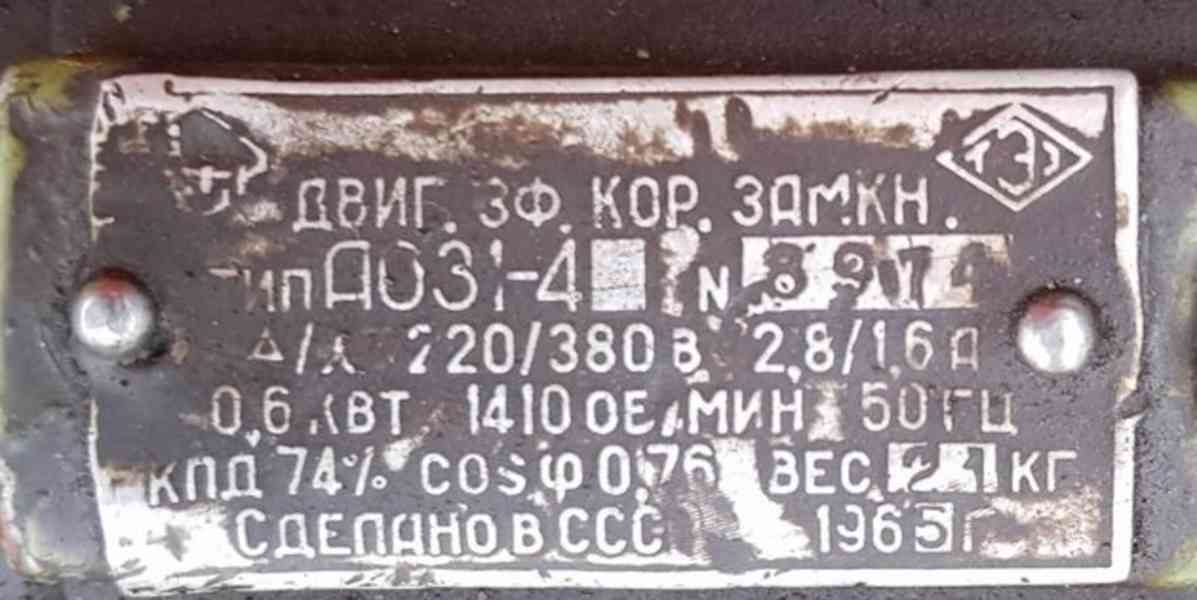 ДВИГ. 3Ф. КОР. ЗАМКН.
ТИП АО31-4 N
Δ/Y 220/380 В 2,8/1,6 А
0,6 КВТ 1410 ОБ/МИН 50 ГЦ
КПД 74% COSφ 0,76 ВЕС КГ
СДЕЛАНО В СССР 1965 Г